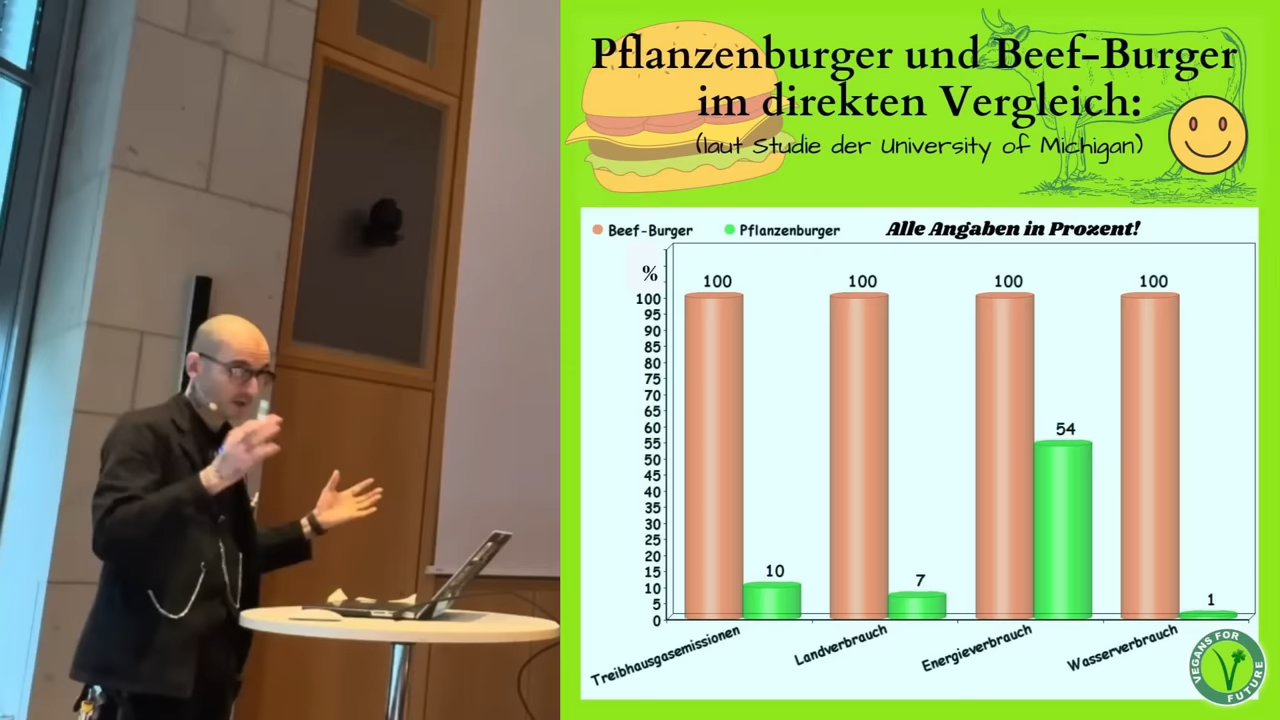 Pflanzenburger und Beef-Burger
im direkten Vergleich:
(laut Studie der University of Michigan)
Beef-Burger
Pflanzenburger
Alle Angaben in Prozent!
%
100 100 100 100
100
95
90
85
80
75
70
65
60
55
50
45
40
35
30
25
20
15
10
5
0
10
7
54
1
Treibhausgasemissionen
Landverbrauch
Energieverbrauch
Wasserverbrauch
VEGANS FOR
FUTURE